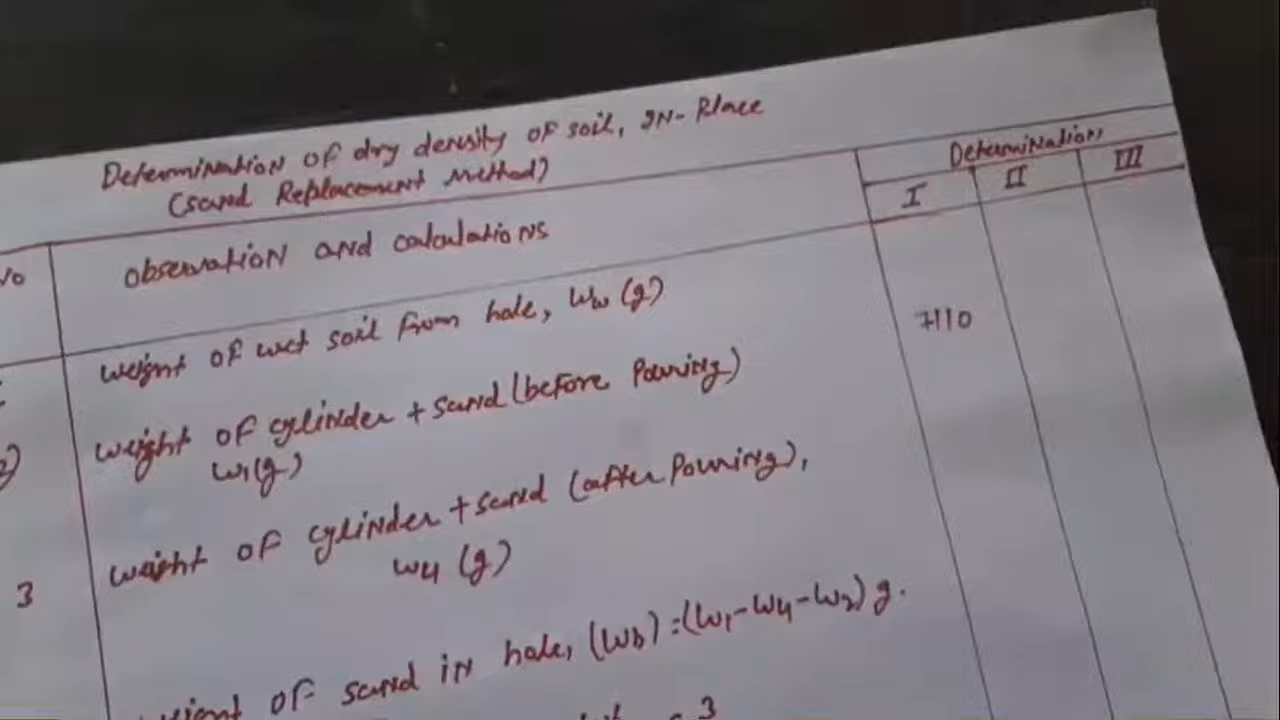 Determination of dry density of soil, IN-Place
(sand Replacement Method)
No
observation and calculations
Determination
I
II
III
weight of wet soil from hole, Ww (g)
7110
2)
weight of cylinder + sand (before Pouring)
W1(g)
3
weight of cylinder + sand (after Pouring),
W4 (g)
of sand in hole, (Wb) = (W1-W4-W2) g.